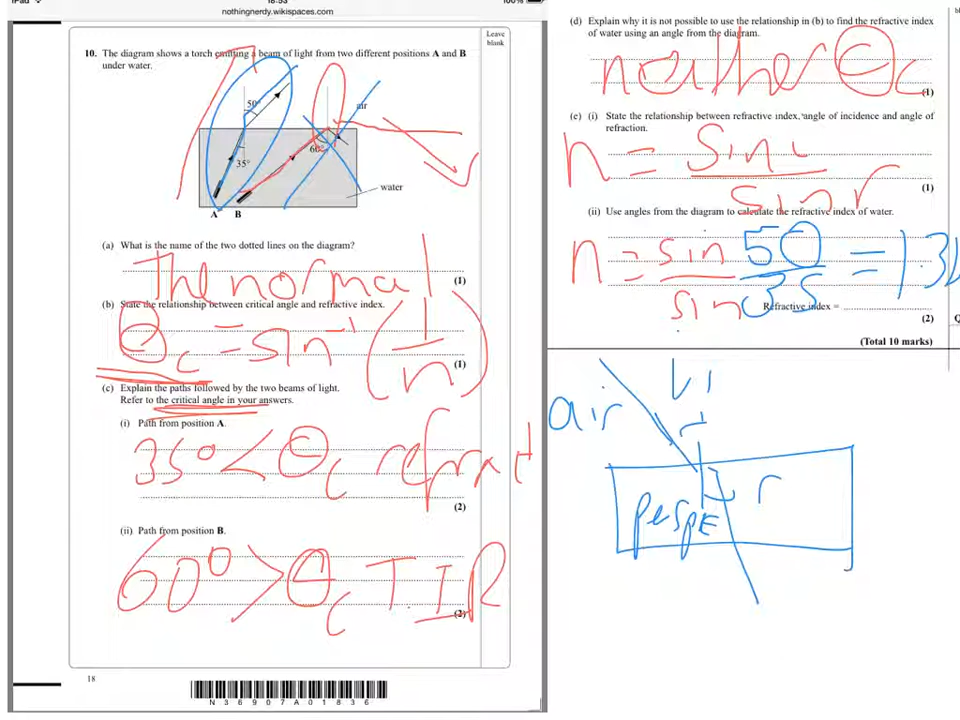 iPad
18:53
100%
nothingnerdy.wikispaces.com
Leave
blank
10. The diagram shows a torch emitting a beam of light from two different positions A and B
under water.
50°
air
35°
60°
water
A B
(a) What is the name of the two dotted lines on the diagram?
The normal
(1)
(b) State the relationship between critical angle and refractive index.
θc = sin⁻¹ (1/n)
(1)
(c) Explain the paths followed by the two beams of light.
Refer to the critical angle in your answers.
(i) Path from position A.
35° < θc refract
(2)
(ii) Path from position B.
60° > θc T.I.R
(2)
18
N36907A01836
(d) Explain why it is not possible to use the relationship in (b) to find the refractive index
of water using an angle from the diagram.
neither θc
(1)
(e) (i) State the relationship between refractive index, angle of incidence and angle of
refraction.
n = sin i / sin r
(1)
(ii) Use angles from the diagram to calculate the refractive index of water.
n = sin 50 / sin 35 = 1.34
Refractive index =
(2)
Q
(Total 10 marks)
air
i
r